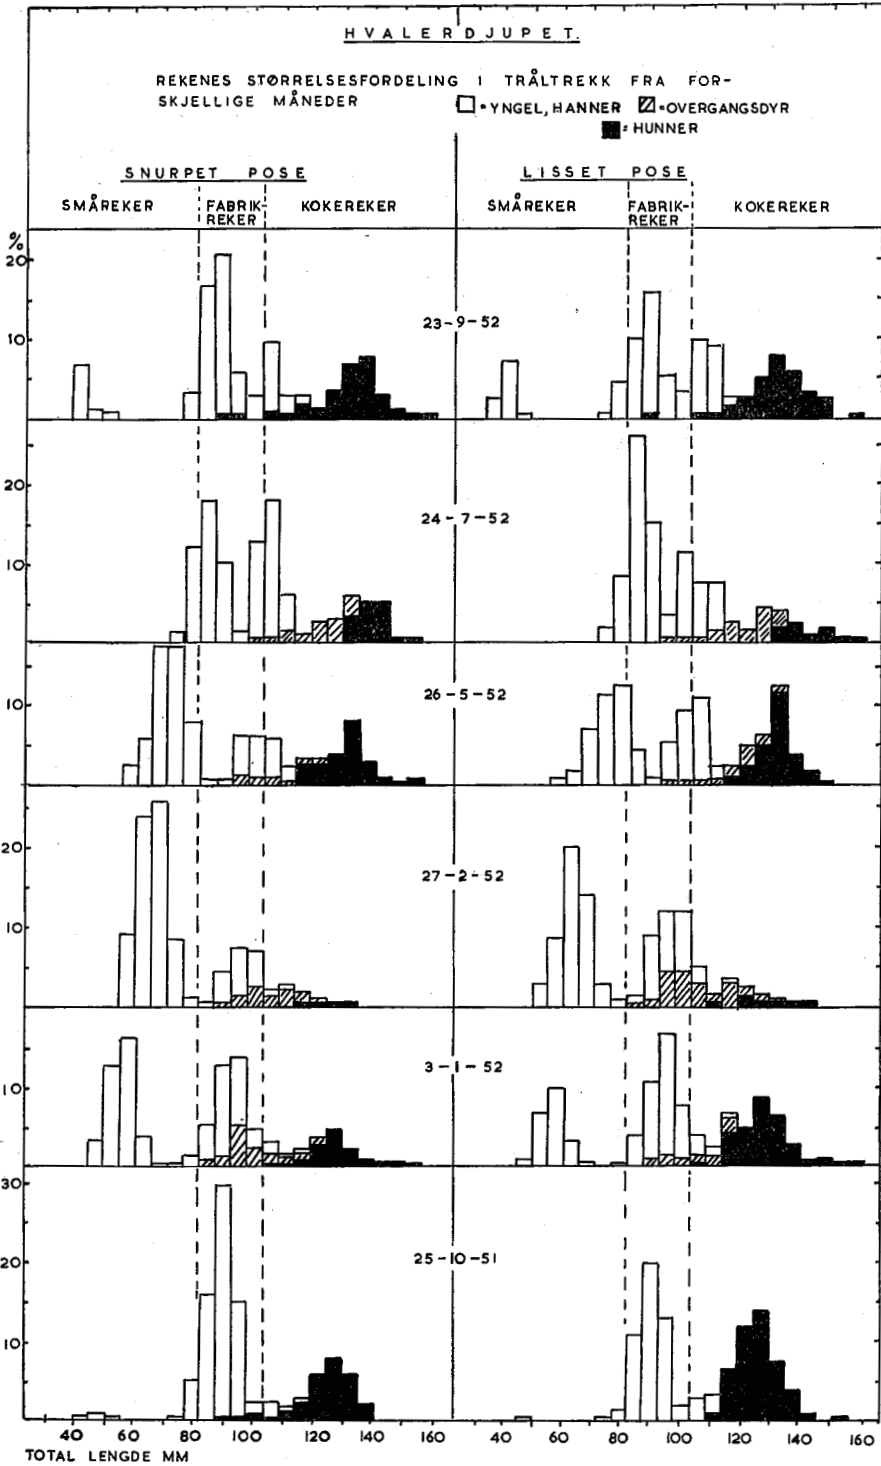 HVALERDJUPET.
REKENES STØRRELSESFORDELING I TRÅLTREKK FRA FOR-
SKJELLIGE MÅNEDER □ = YNGEL, HANNER ▨ = OVERGANGSDYR
■ = HUNNER
SNURPET POSE LISSET POSE
SMÅREKER FABRIK- KOKEREKER SMÅREKER FABRIK- KOKEREKER
REKER REKER
%
20
23-9-52
10
20
24-7-52
10
26-5-52
10
20
27-2-52
10
3-1-52
10
30
25-10-51
20
10
40 60 80 100 120 140 160 40 60 80 100 120 140 160
TOTAL LENGDE MM